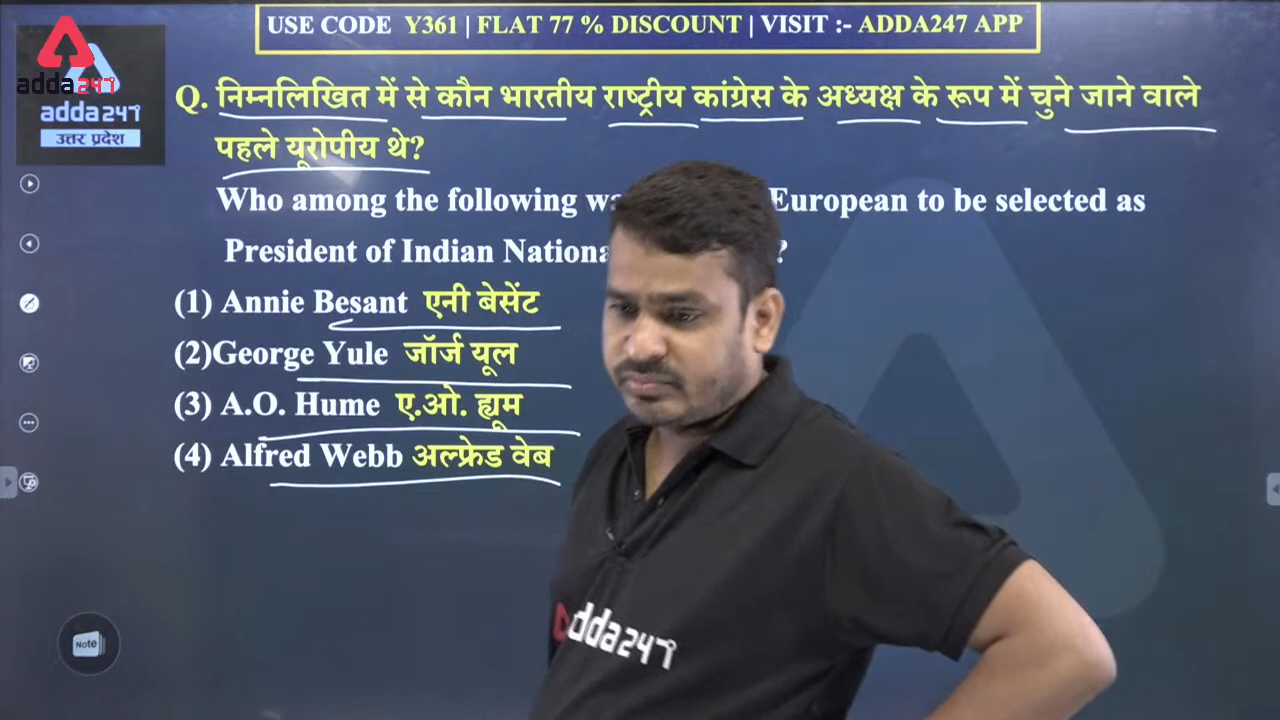 USE CODE Y361 | FLAT 77 % DISCOUNT | VISIT :- ADDA247 APP
adda247
adda247
उत्तर प्रदेश
Q. निम्नलिखित में से कौन भारतीय राष्ट्रीय कांग्रेस के अध्यक्ष के रूप में चुने जाने वाले
पहले यूरोपीय थे?
Who among the following European to be selected as
President of Indian ?
(1) Annie Besant एनी बेसेंट
(2)George Yule जॉर्ज यूल
(3) A.O. Hume ए.ओ. ह्यूम
(4) Alfred Webb अल्फ्रेड वेब
Note
adda247